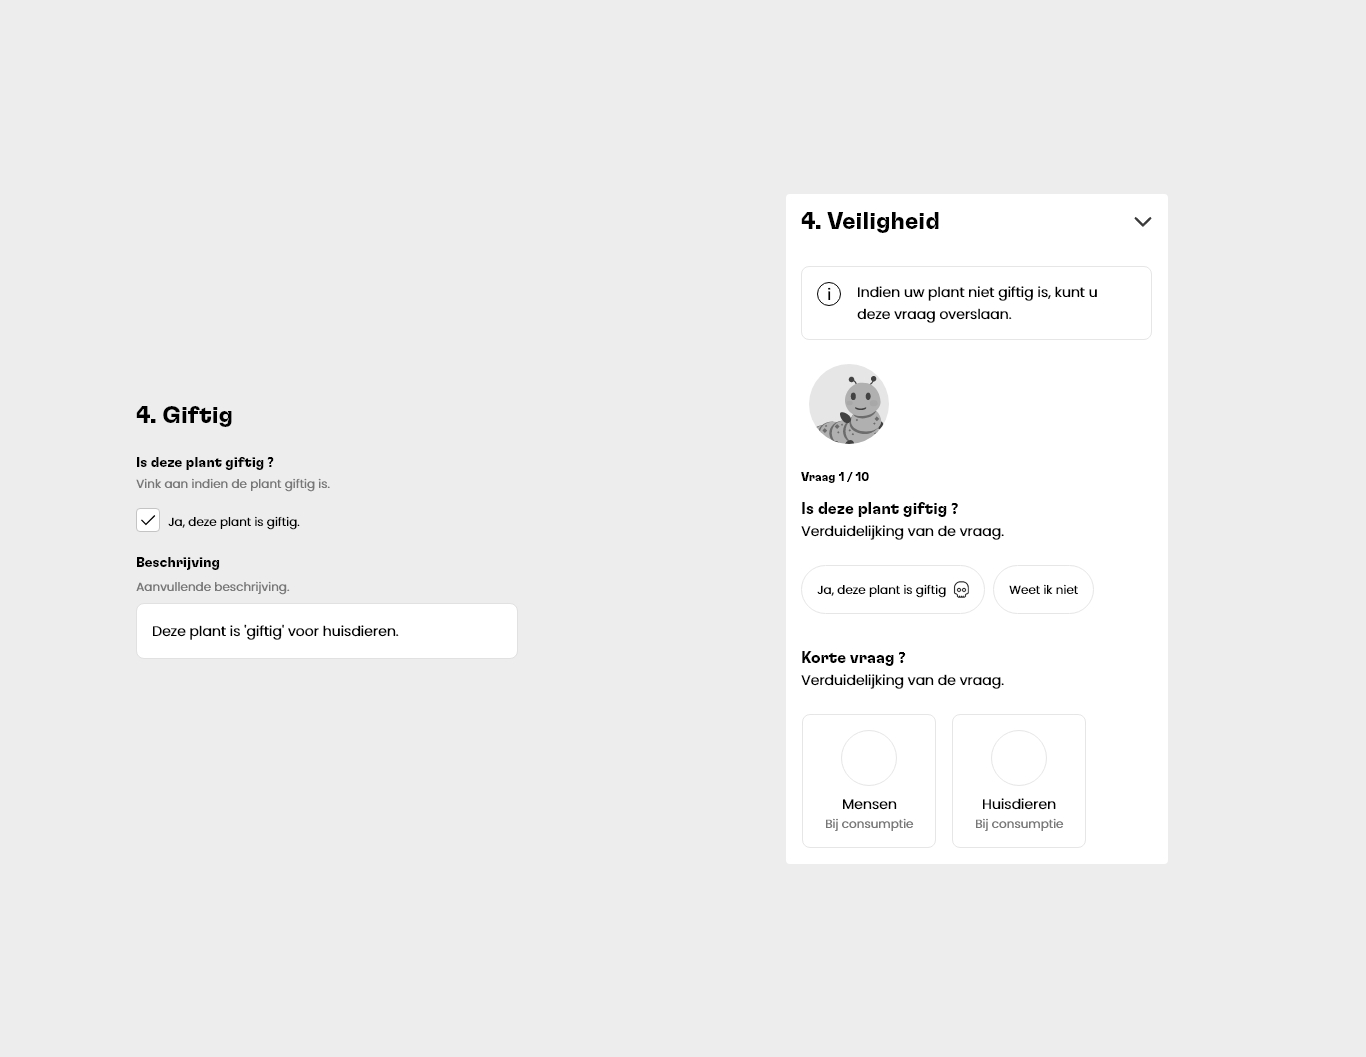 4. Giftig
Is deze plant giftig ?
Vink aan indien de plant giftig is.
Ja, deze plant is giftig.
Beschrijving
Aanvullende beschrijving.
Deze plant is 'giftig' voor huisdieren.
4. Veiligheid
Indien uw plant niet giftig is, kunt u
deze vraag overslaan.
Vraag 1 / 10
Is deze plant giftig ?
Verduidelijking van de vraag.
Ja, deze plant is giftig
Weet ik niet
Korte vraag ?
Verduidelijking van de vraag.
Mensen
Bij consumptie
Huisdieren
Bij consumptie